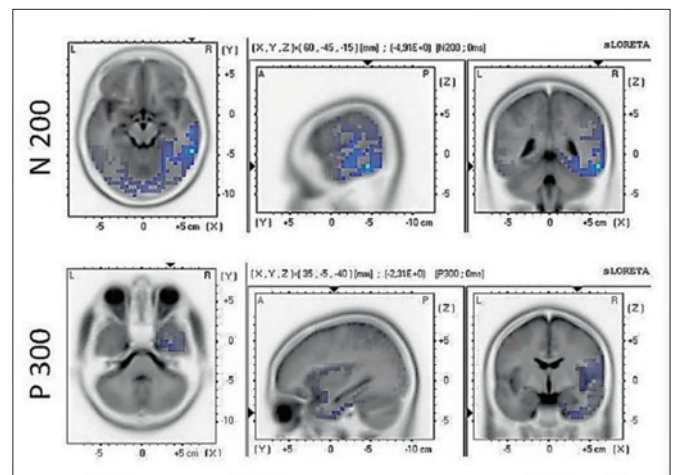 N 200
(X,Y,Z)=(60,-45,-15)[mm] ; (-4,91E+0) [N200;0ms]
sLORETA
L R (Y)
+5
0
-5
-10
-5 0 +5 cm (X)
A P (Z)
+5
0
-5
(Y) +5 0 -5 -10 cm
L R (Z)
+5
0
-5
-5 0 +5 cm (X)
P 300
(X,Y,Z)=(35,-5,-40)[mm] ; (-2,31E+0) [P300;0ms]
sLORETA
L R (Y)
+5
0
-5
-10
-5 0 +5 cm (X)
A P (Z)
+5
0
-5
(Y) +5 0 -5 -10 cm
L R (Z)
+5
0
-5
-5 0 +5 cm (X)